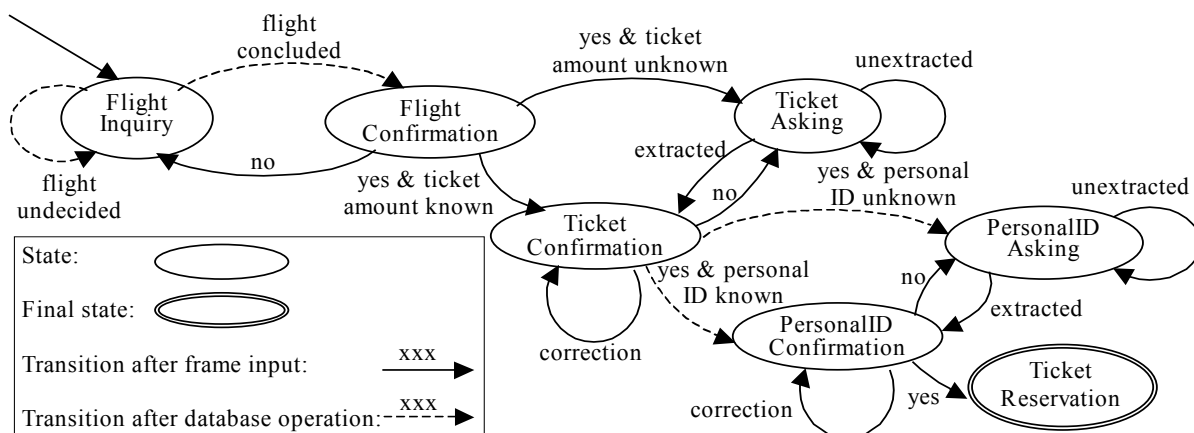 flight
concluded
yes & ticket
amount unknown
unextracted
Flight
Inquiry
Flight
Confirmation
Ticket
Asking
no
extracted
flight
undecided
yes & ticket
amount known
no
yes & personal
ID unknown
unextracted
Ticket
Confirmation
PersonalID
Asking
State:
yes & personal
ID known
no
Final state:
extracted
PersonalID
Confirmation
correction
Transition after frame input:
xxx
Ticket
Reservation
yes
correction
Transition after database operation:
xxx